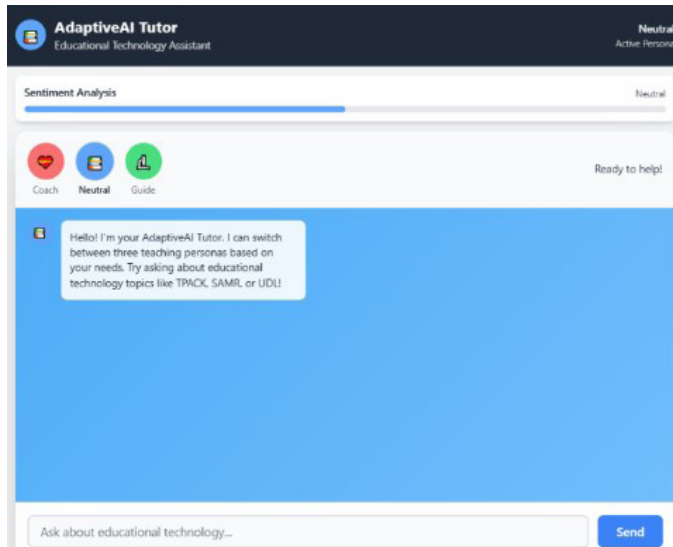 AdaptiveAI Tutor
Educational Technology Assistant
Neutral
Active Persona
Sentiment Analysis
Neutral
Coach
Neutral
Guide
Ready to help!
Hello! I'm your AdaptiveAI Tutor. I can switch
between three teaching personas based on
your needs. Try asking about educational
technology topics like TPACK, SAMR, or UDL!
Ask about educational technology...
Send